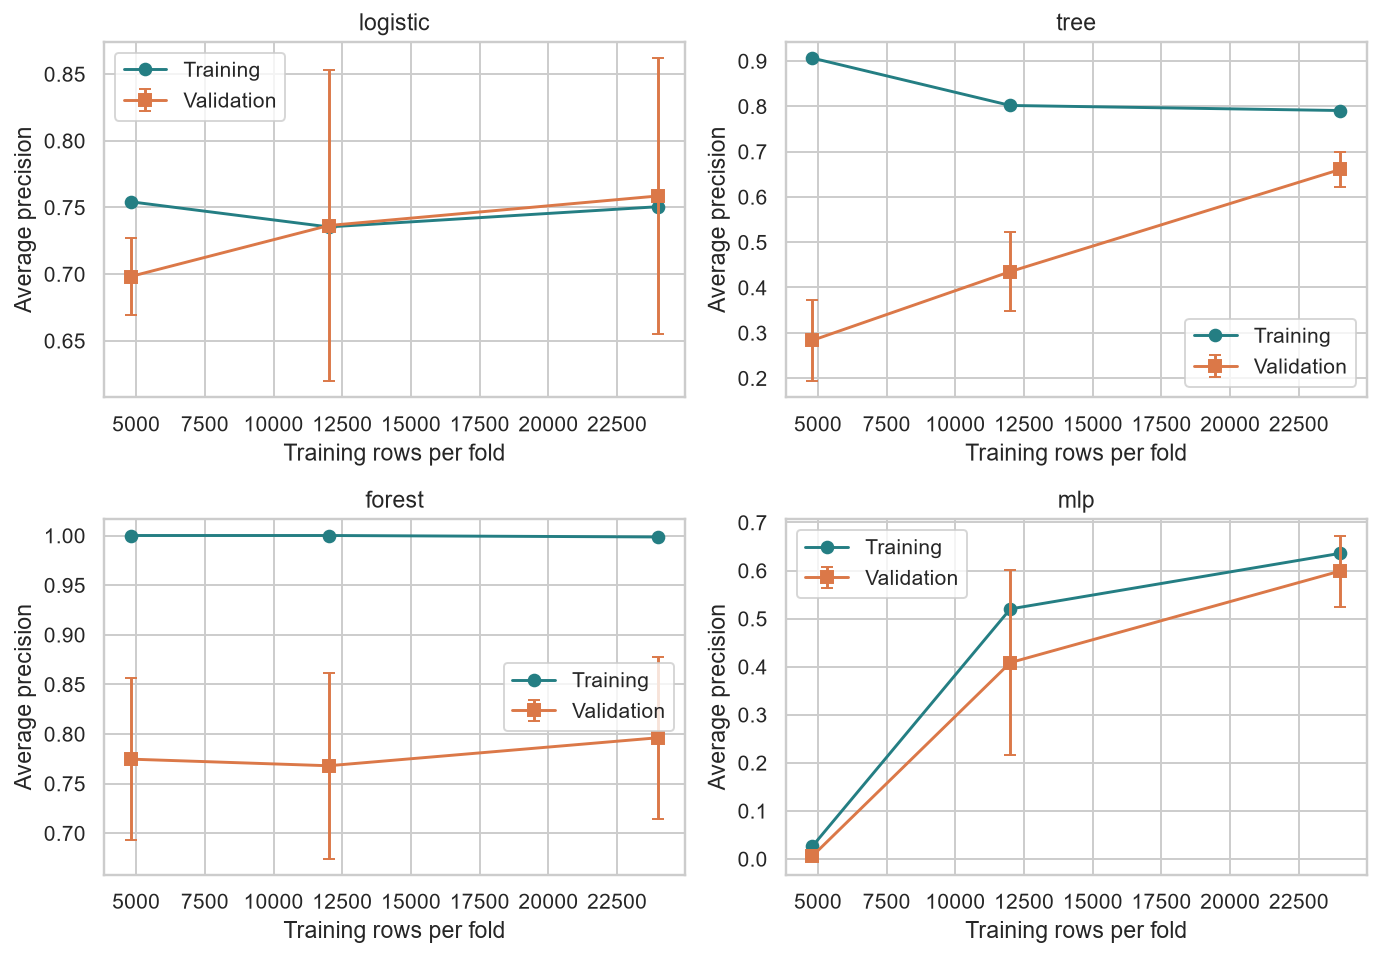 logistic
0.85
0.80
0.75
0.70
0.65
Average precision
Training
Validation
5000 7500 10000 12500 15000 17500 20000 22500
Training rows per fold
tree
0.9
0.8
0.7
0.6
0.5
0.4
0.3
0.2
Average precision
Training
Validation
5000 7500 10000 12500 15000 17500 20000 22500
Training rows per fold
forest
1.00
0.95
0.90
0.85
0.80
0.75
0.70
Average precision
Training
Validation
5000 7500 10000 12500 15000 17500 20000 22500
Training rows per fold
mlp
0.7
0.6
0.5
0.4
0.3
0.2
0.1
0.0
Average precision
Training
Validation
5000 7500 10000 12500 15000 17500 20000 22500
Training rows per fold